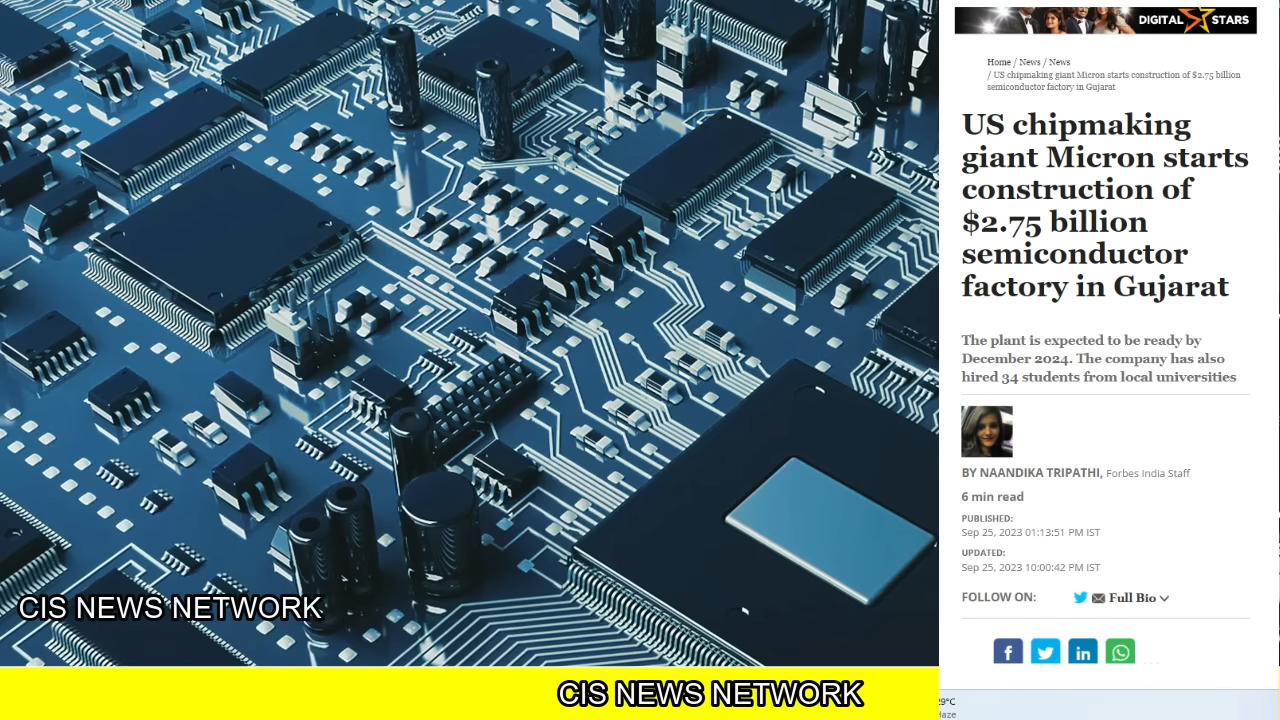 DIGITAL STARS
Home / News / News
/ US chipmaking giant Micron starts construction of $2.75 billion
semiconductor factory in Gujarat
US chipmaking
giant Micron starts
construction of
$2.75 billion
semiconductor
factory in Gujarat
The plant is expected to be ready by
December 2024. The company has also
hired 34 students from local universities
BY NAANDIKA TRIPATHI, Forbes India Staff
6 min read
PUBLISHED:
Sep 25, 2023 01:13:51 PM IST
UPDATED:
Sep 25, 2023 10:00:42 PM IST
FOLLOW ON: Full Bio
CIS NEWS NETWORK
CIS NEWS NETWORK
29°C
Haze